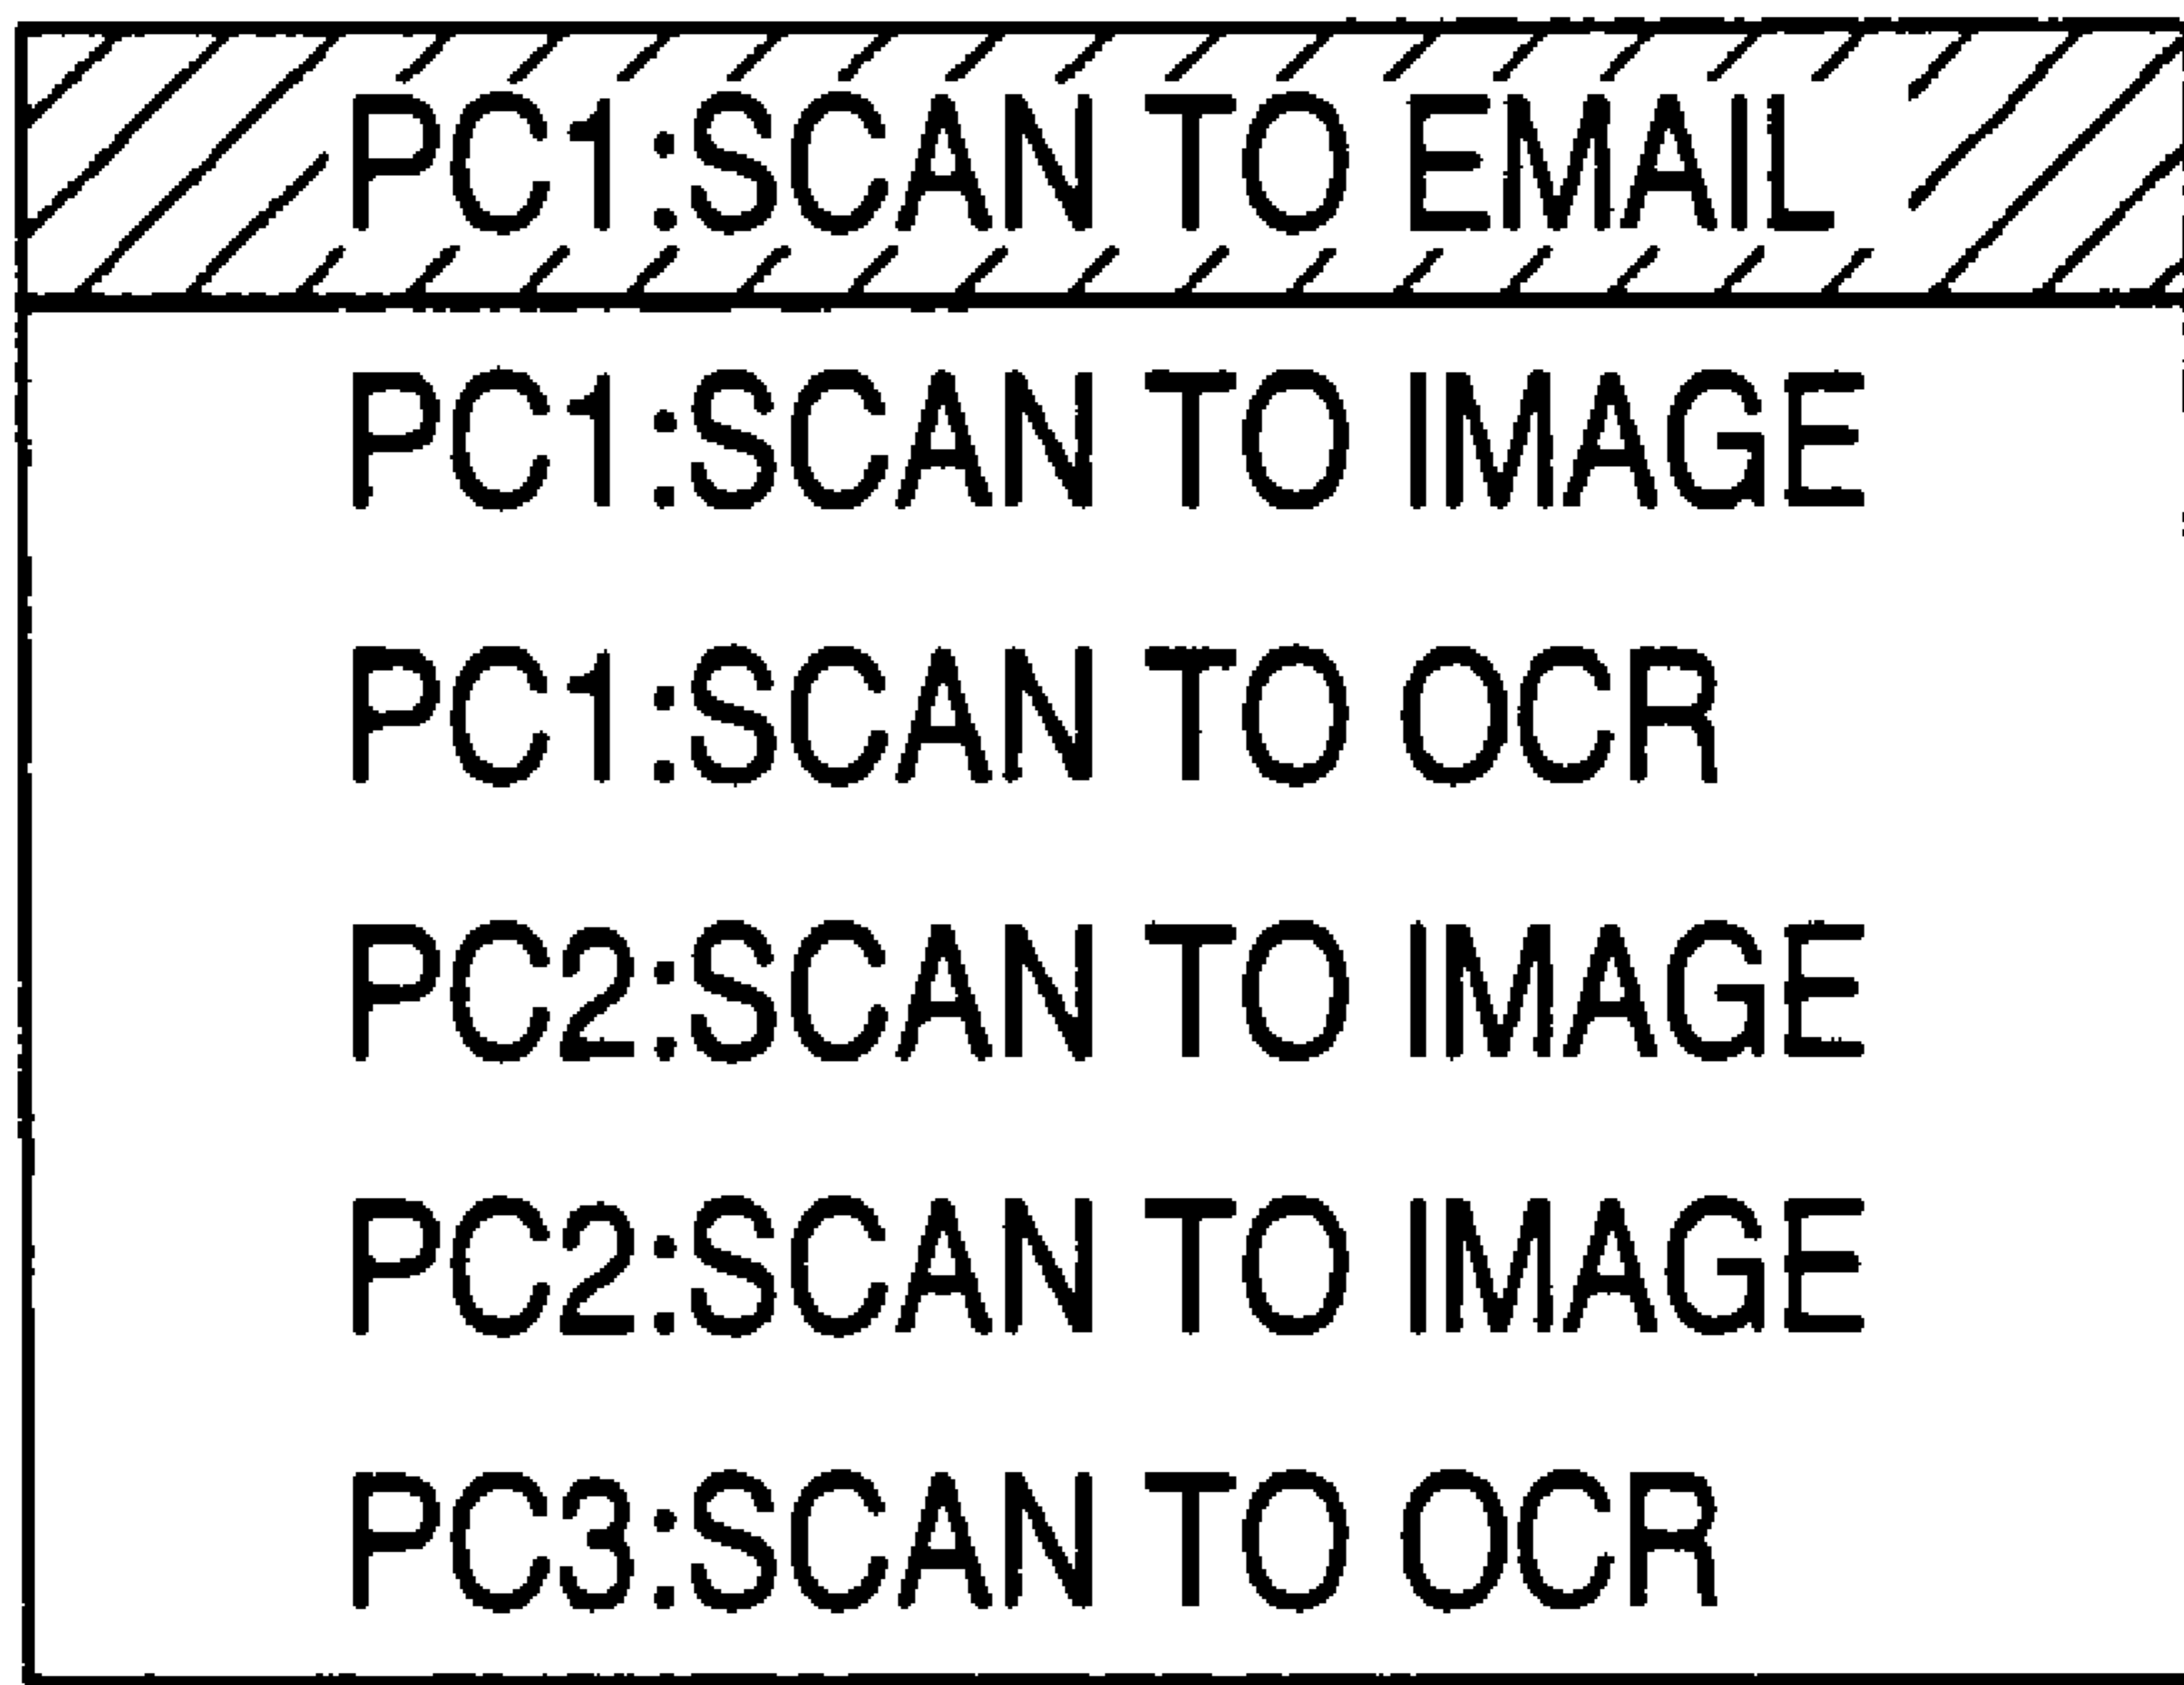 PC1:SCAN TO EMAIL
PC1:SCAN TO IMAGE
PC1:SCAN TO OCR
PC2:SCAN TO IMAGE
PC2:SCAN TO IMAGE
PC3:SCAN TO OCR